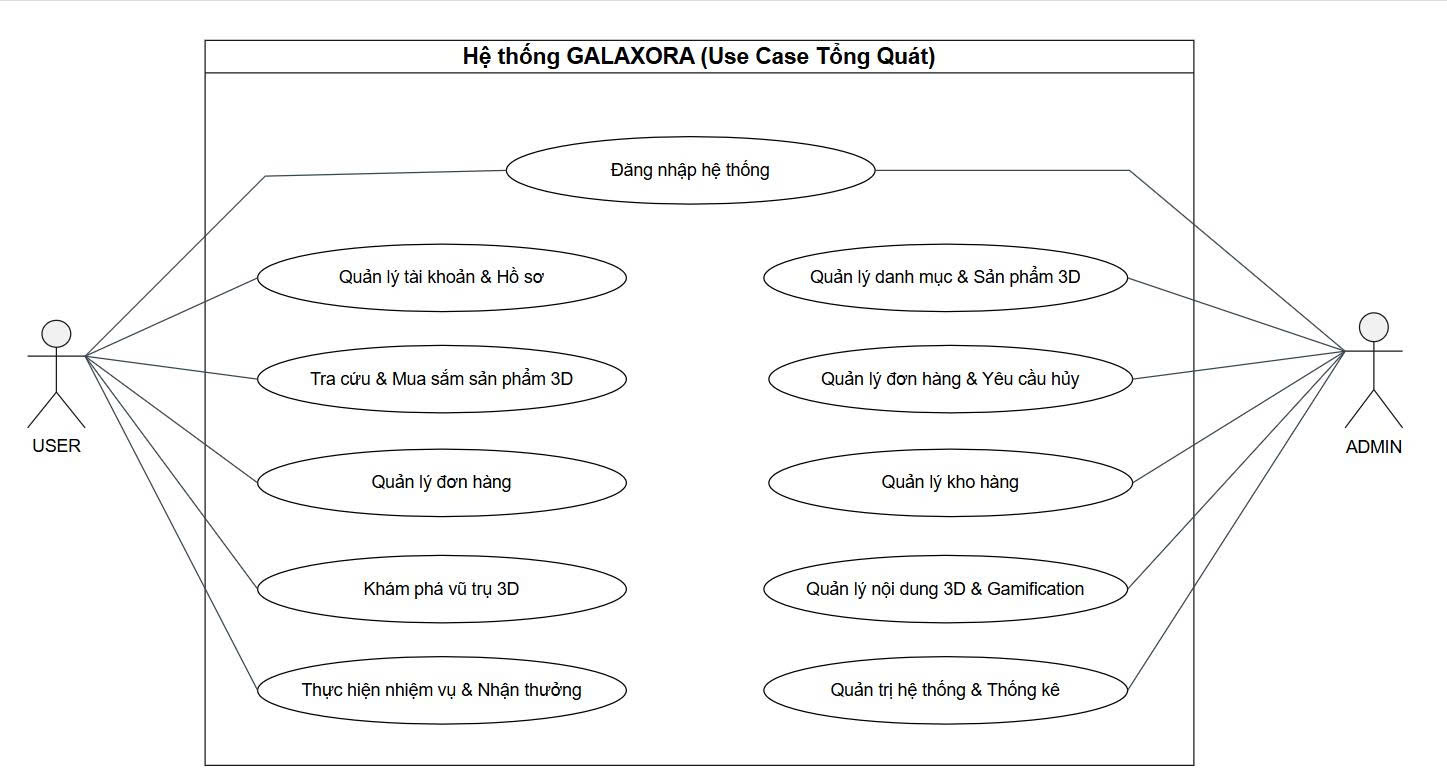 Hệ thống GALAXORA (Use Case Tổng Quát)
Đăng nhập hệ thống
Quản lý tài khoản & Hồ sơ
Quản lý danh mục & Sản phẩm 3D
Tra cứu & Mua sắm sản phẩm 3D
Quản lý đơn hàng & Yêu cầu hủy
USER
ADMIN
Quản lý đơn hàng
Quản lý kho hàng
Khám phá vũ trụ 3D
Quản lý nội dung 3D & Gamification
Thực hiện nhiệm vụ & Nhận thưởng
Quản trị hệ thống & Thống kê